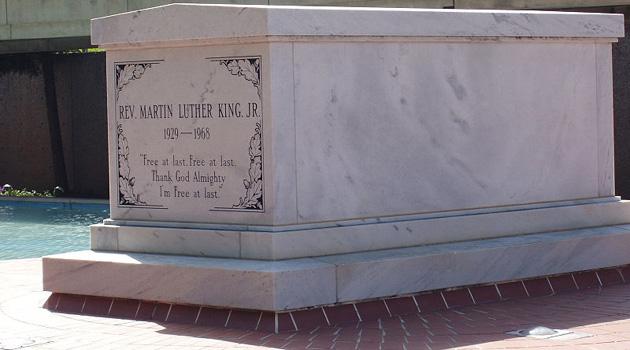 REV. MARTIN LUTHER KING, JR.
1929—1968
"Free at last. Free at last.
Thank God Almighty
I'm Free at last."